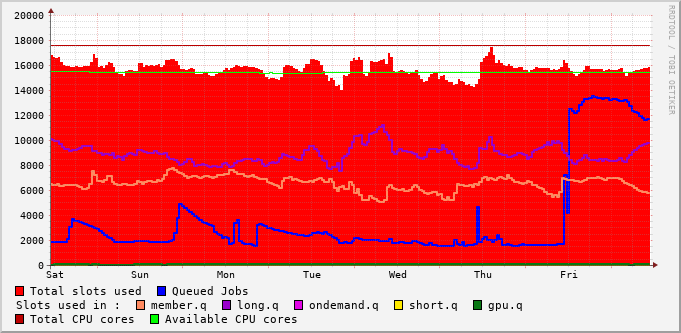 20000
18000
16000
14000
12000
10000
8000
6000
4000
2000
0
Sat Sun Mon Tue Wed Thu Fri
Total slots used Queued Jobs
Slots used in : member.q long.q ondemand.q short.q gpu.q
Total CPU cores Available CPU cores
RRDTOOL / TOBI OETIKER